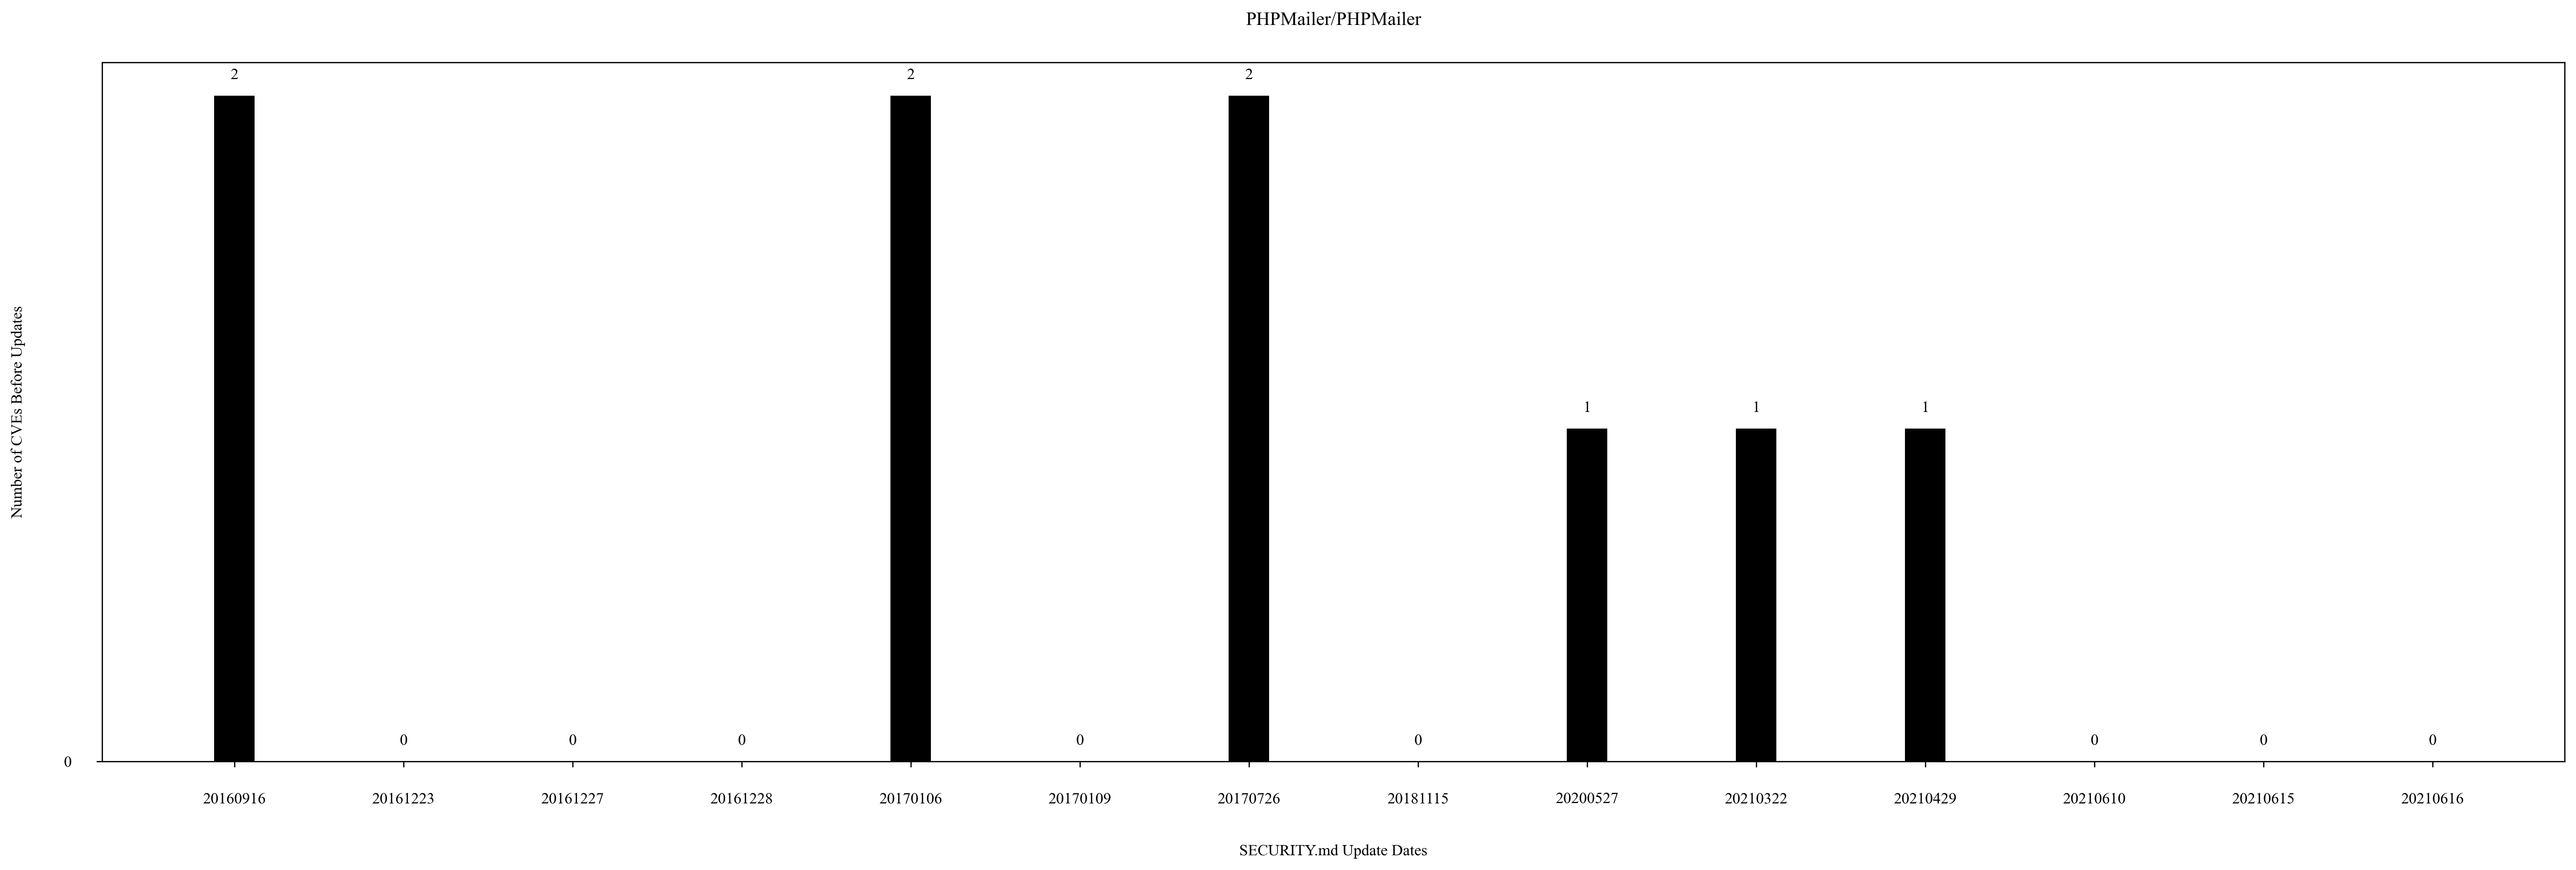 PHPMailer/PHPMailer
2 2 2
1 1 1
0 0 0 0 0 0 0 0
Number of CVEs Before Updates
0
20160916 20161223 20161227 20161228 20170106 20170109 20170726 20181115 20200527 20210322 20210429 20210610 20210615 20210616
SECURITY.md Update Dates